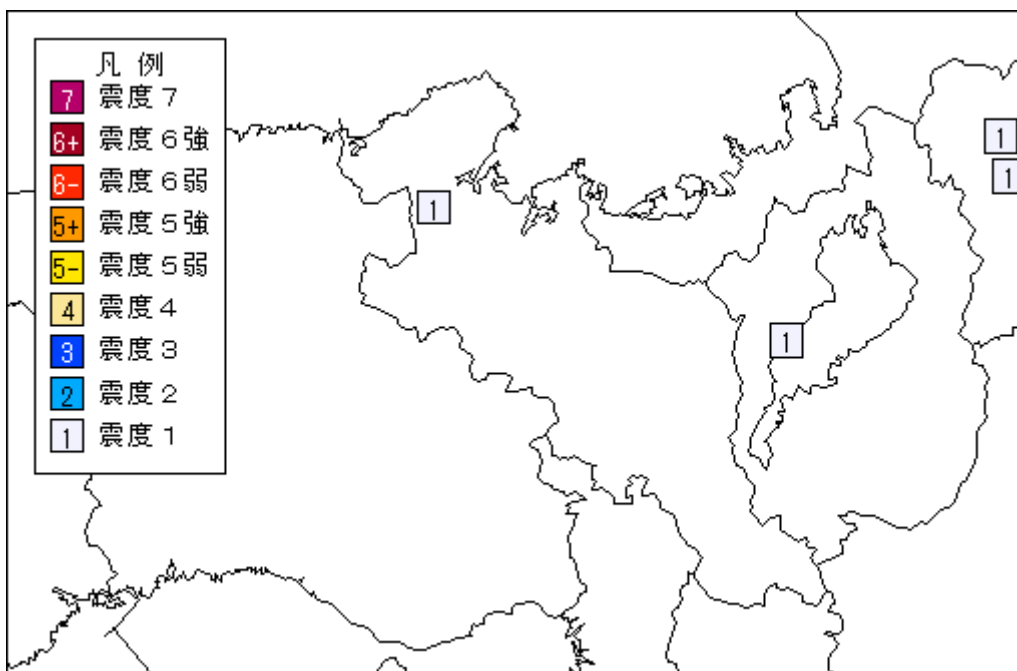 凡例
7 震度7
6+ 震度6強
6- 震度6弱
5+ 震度5強
5- 震度5弱
4 震度4
3 震度3
2 震度2
1 震度1
1
1
1
1